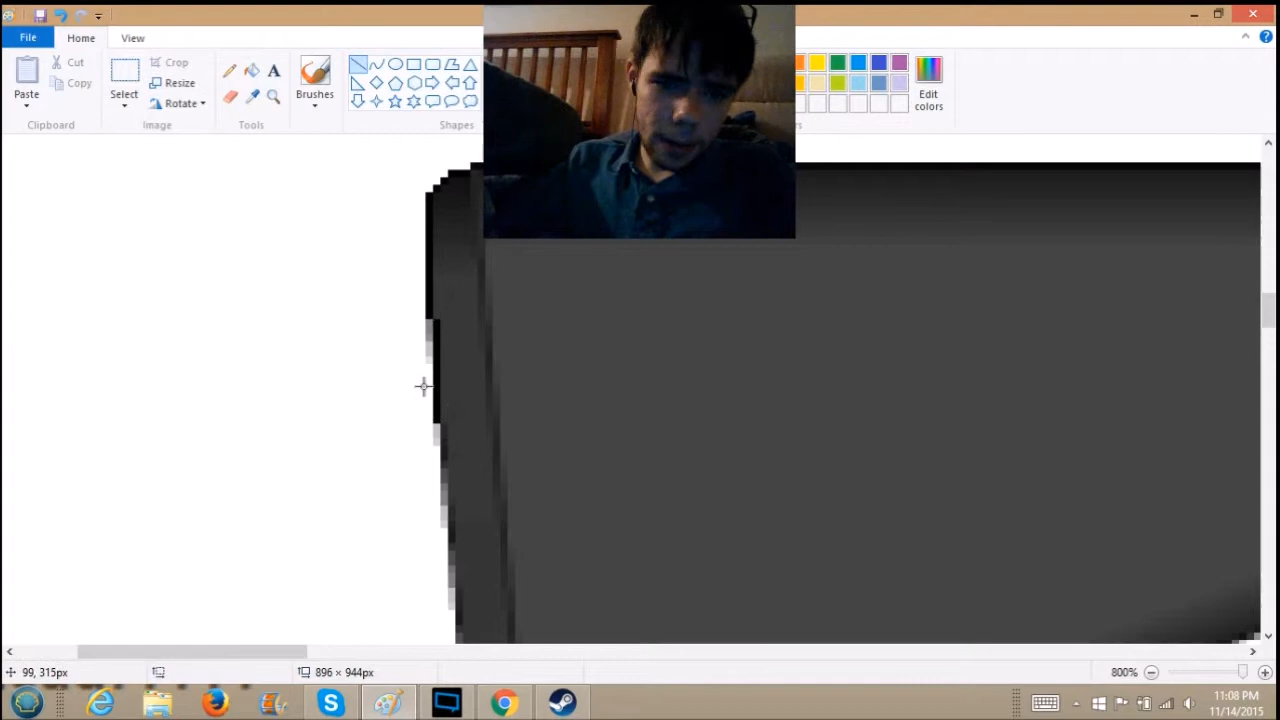 File
Home
View
Paste
Cut
Copy
Clipboard
Select
Crop
Resize
Rotate
Image
A
Tools
Brushes
Shapes
Edit
colors
99, 315px
896 × 944px
800%
11:08 PM
11/14/2015